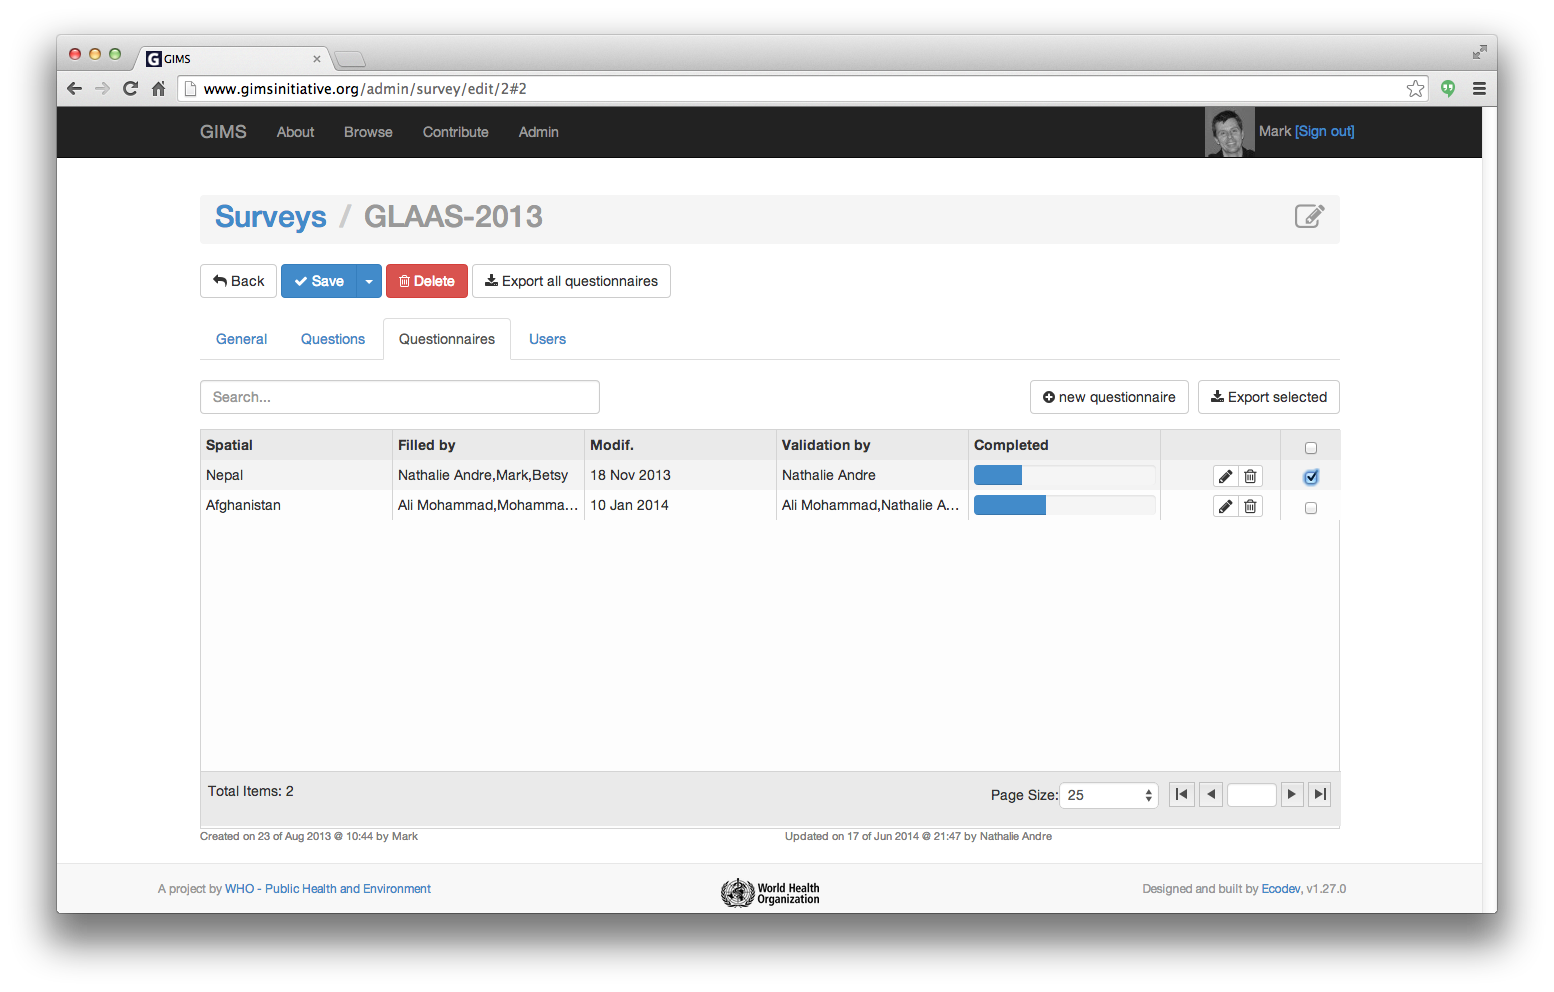 GIMS
www.gimsinitiative.org/admin/survey/edit/2#2
GIMS About Browse Contribute Admin Mark [Sign out]
Surveys / GLAAS-2013
Back Save Delete Export all questionnaires
General Questions Questionnaires Users
Search... new questionnaire Export selected
Spatial Filled by Modif. Validation by Completed
Nepal Nathalie Andre,Mark,Betsy 18 Nov 2013 Nathalie Andre
Afghanistan Ali Mohammad,Mohamma... 10 Jan 2014 Ali Mohammad,Nathalie A...
Total Items: 2 Page Size: 25
Created on 23 of Aug 2013 @ 10:44 by Mark Updated on 17 of Jun 2014 @ 21:47 by Nathalie Andre
A project by WHO - Public Health and Environment World Health Designed and built by Ecodev, v1.27.0
Organization